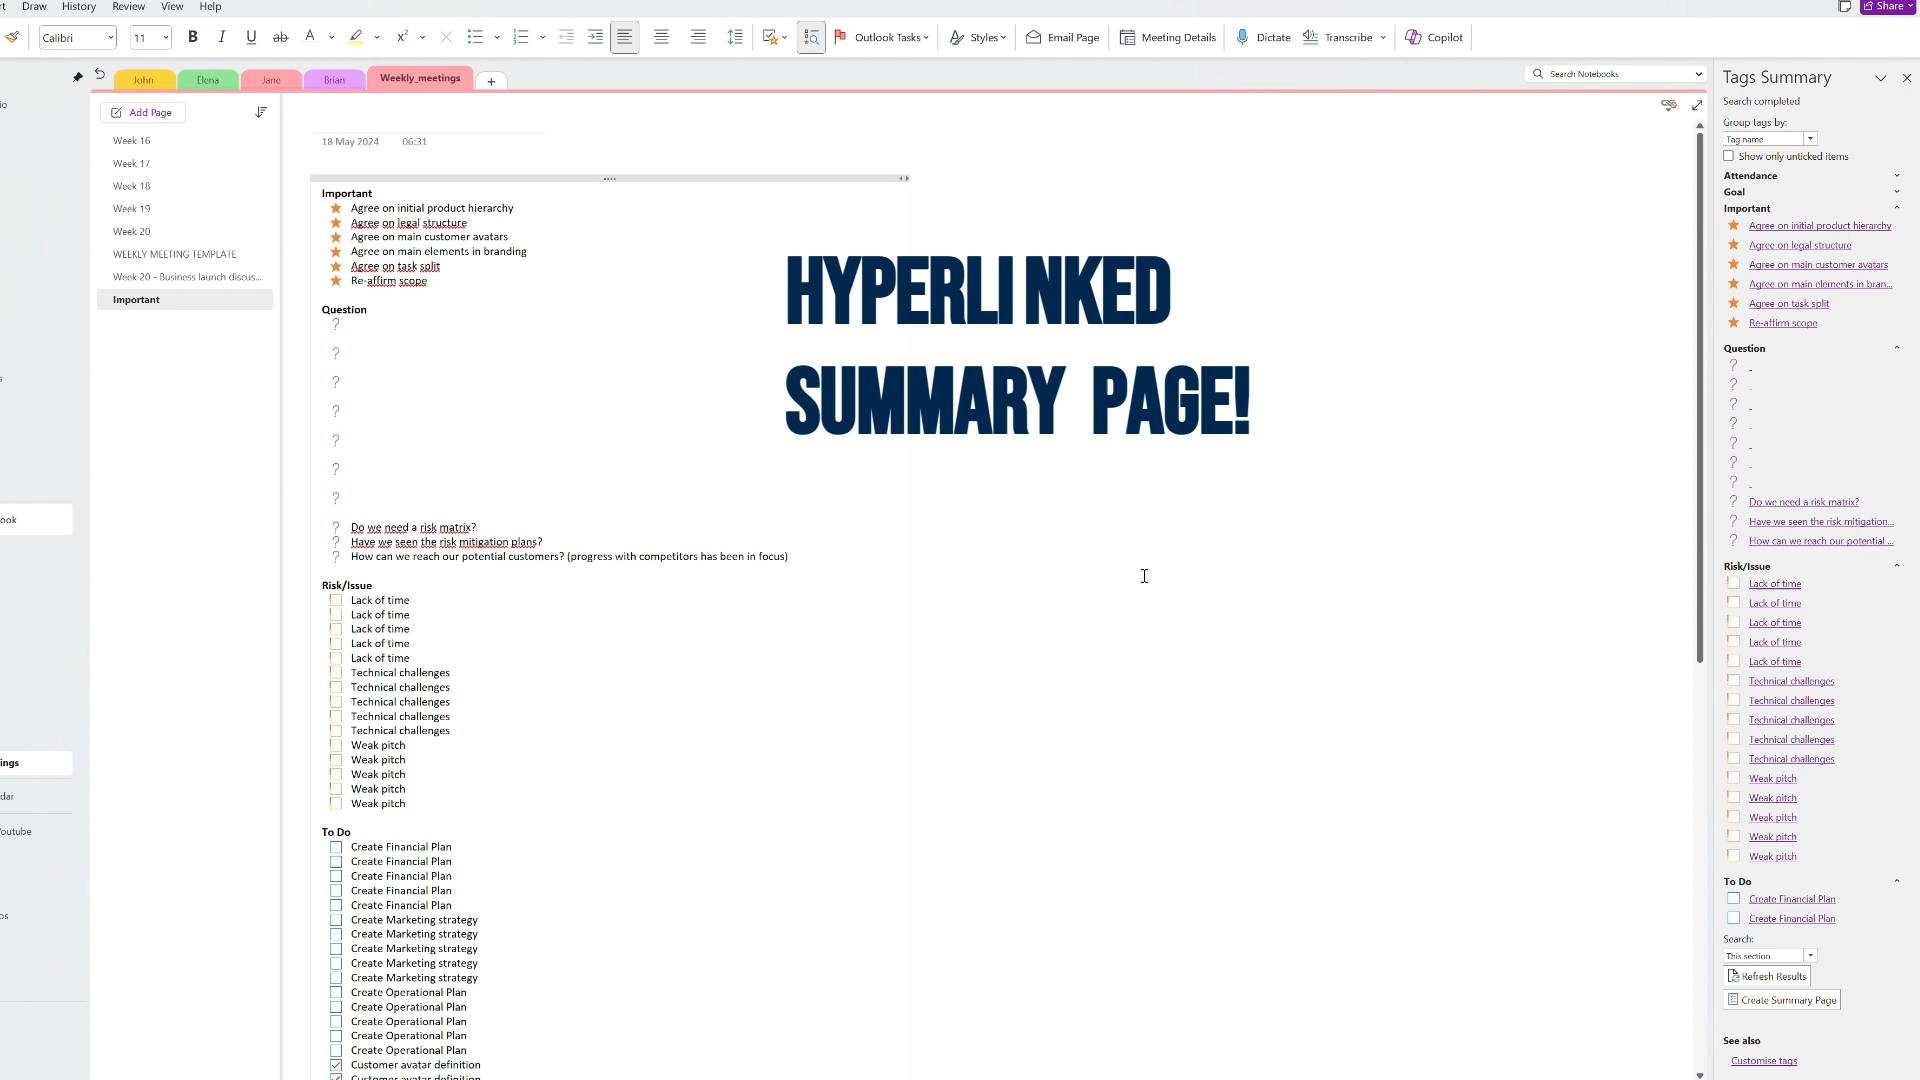 Draw History Review View Help
Share
Calibri 11 B I U ab A x² Outlook Tasks Styles Email Page Meeting Details Dictate Transcribe Copilot
John Elena Jane Brian Weekly_meetings + Search Notebooks
Add Page
Week 16
Week 17
Week 18
Week 19
Week 20
WEEKLY MEETING TEMPLATE
Week 20 - Business launch discus...
Important
ook
ings
dar
outube
18 May 2024 06:31
Important
Agree on initial product hierarchy
Agree on legal structure
Agree on main customer avatars
Agree on main elements in branding
Agree on task split
Re-affirm scope
Question
?
?
?
?
?
?
?
? Do we need a risk matrix?
? Have we seen the risk mitigation plans?
? How can we reach our potential customers? (progress with competitors has been in focus)
Risk/Issue
Lack of time
Lack of time
Lack of time
Lack of time
Lack of time
Technical challenges
Technical challenges
Technical challenges
Technical challenges
Technical challenges
Weak pitch
Weak pitch
Weak pitch
Weak pitch
Weak pitch
To Do
Create Financial Plan
Create Financial Plan
Create Financial Plan
Create Financial Plan
Create Financial Plan
Create Marketing strategy
Create Marketing strategy
Create Marketing strategy
Create Marketing strategy
Create Marketing strategy
Create Operational Plan
Create Operational Plan
Create Operational Plan
Create Operational Plan
Create Operational Plan
Customer avatar definition
Customer avatar definition
HYPERLINKED
SUMMARY PAGE!
Tags Summary
Search completed
Group tags by:
Tag name
Show only unticked items
Attendance
Goal
Important
Agree on initial product hierarchy
Agree on legal structure
Agree on main customer avatars
Agree on main elements in bran...
Agree on task split
Re-affirm scope
Question
?
?
?
?
?
?
?
? Do we need a risk matrix?
? Have we seen the risk mitigation...
? How can we reach our potential ...
Risk/Issue
Lack of time
Lack of time
Lack of time
Lack of time
Lack of time
Technical challenges
Technical challenges
Technical challenges
Technical challenges
Technical challenges
Weak pitch
Weak pitch
Weak pitch
Weak pitch
Weak pitch
To Do
Create Financial Plan
Create Financial Plan
Search:
This section
Refresh Results
Create Summary Page
See also
Customise tags